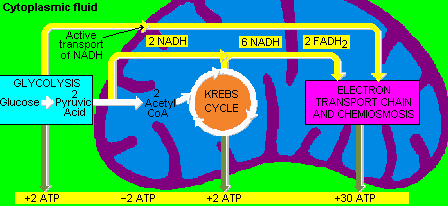 Cytoplasmic fluid
Active
transport
of NADH
2 NADH
6 NADH
2 FADH2
GLYCOLYSIS
Glucose
2
Pyruvic
Acid
2
Acetyl
CoA
KREBS
CYCLE
ELECTRON
TRANSPORT CHAIN
AND CHEMIOSMOSIS
+2 ATP
−2 ATP
+2 ATP
+30 ATP